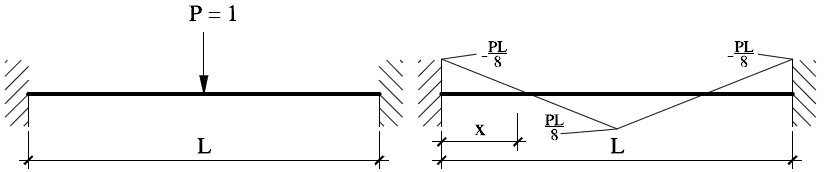 P = 1
L
-PL/8
-PL/8
PL/8
x
L